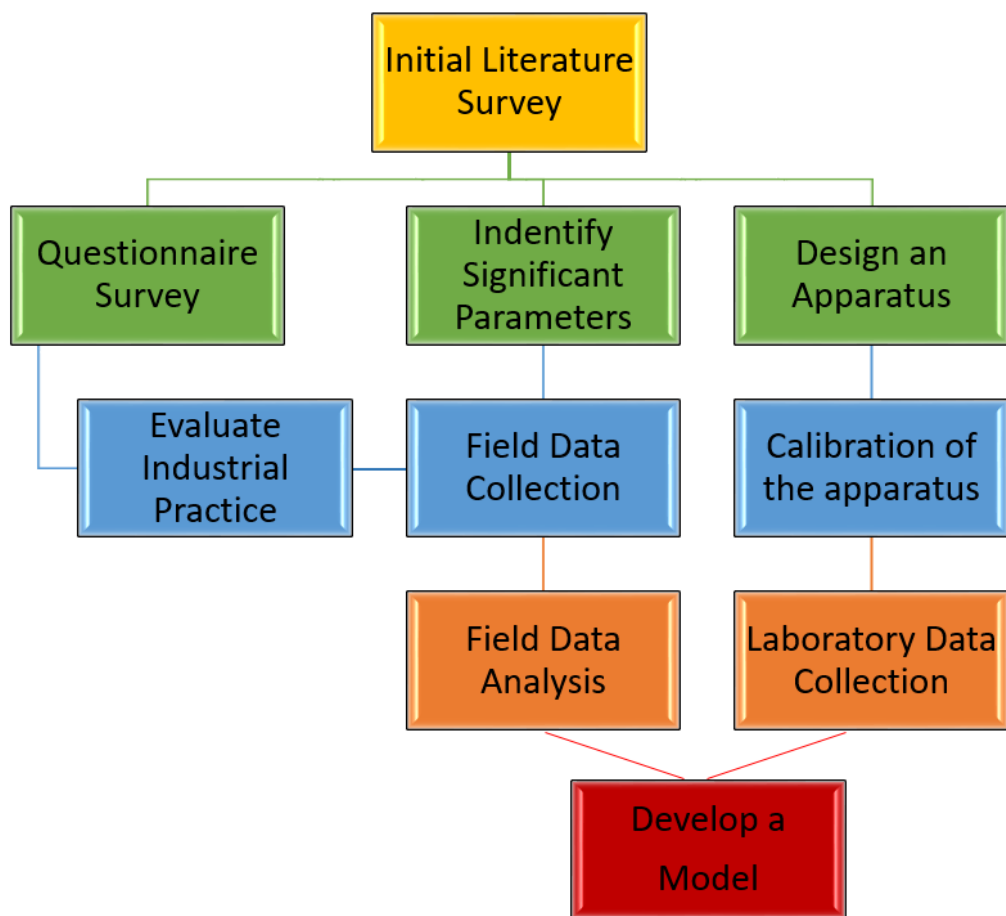 Initial Literature
Survey
Questionnaire
Survey
Indentify
Significant
Parameters
Design an
Apparatus
Evaluate
Industrial
Practice
Field Data
Collection
Calibration of
the apparatus
Field Data
Analysis
Laboratory Data
Collection
Develop a
Model